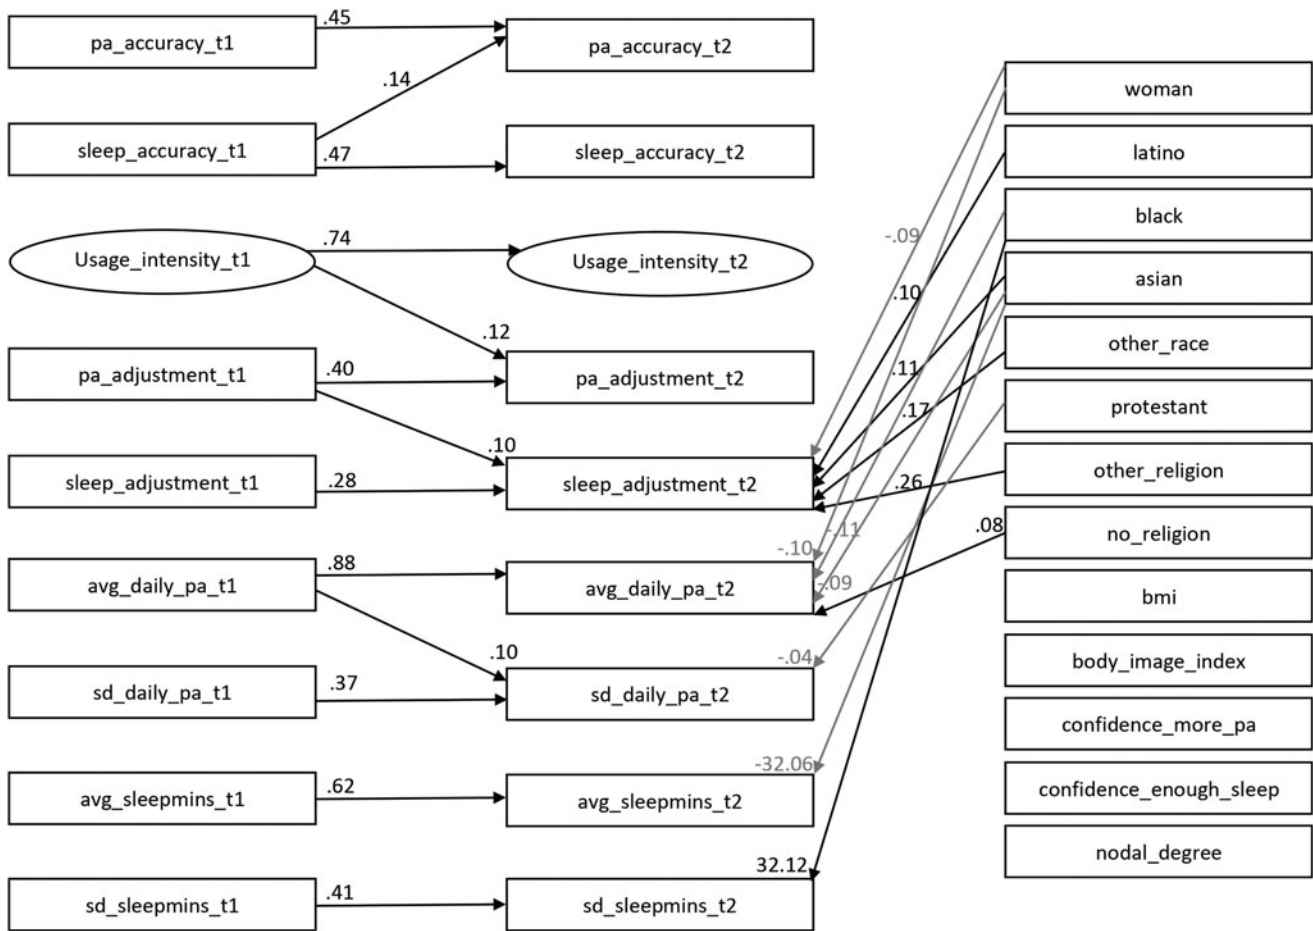 .45
pa_accuracy_t1
pa_accuracy_t2
.14
woman
sleep_accuracy_t1
.47
sleep_accuracy_t2
latino
black
-.09
.74
Usage_intensity_t1
Usage_intensity_t2
asian
.10
.12
other_race
pa_adjustment_t1
.40
pa_adjustment_t2
.11
.17
protestant
.10
sleep_adjustment_t1
.28
sleep_adjustment_t2
.26
other_religion
-.11
.08
no_religion
-.10
.88
avg_daily_pa_t1
avg_daily_pa_t2
-.09
bmi
.10
-.04
body_image_index
sd_daily_pa_t1
.37
sd_daily_pa_t2
confidence_more_pa
-32.06
avg_sleepmins_t1
.62
avg_sleepmins_t2
confidence_enough_sleep
nodal_degree
32.12
sd_sleepmins_t1
.41
sd_sleepmins_t2